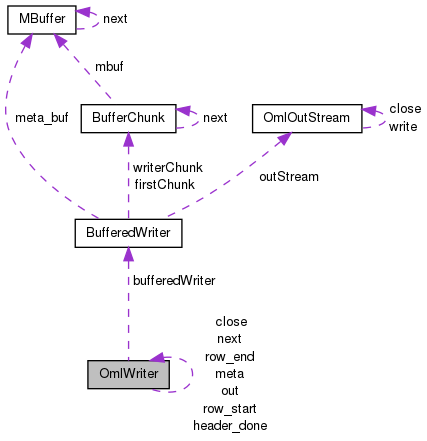 MBuffer
next
mbuf
meta_buf
BufferChunk
next
OmlOutStream
close
write
writerChunk
firstChunk
outStream
BufferedWriter
bufferedWriter
OmlWriter
close
next
row_end
meta
out
row_start
header_done